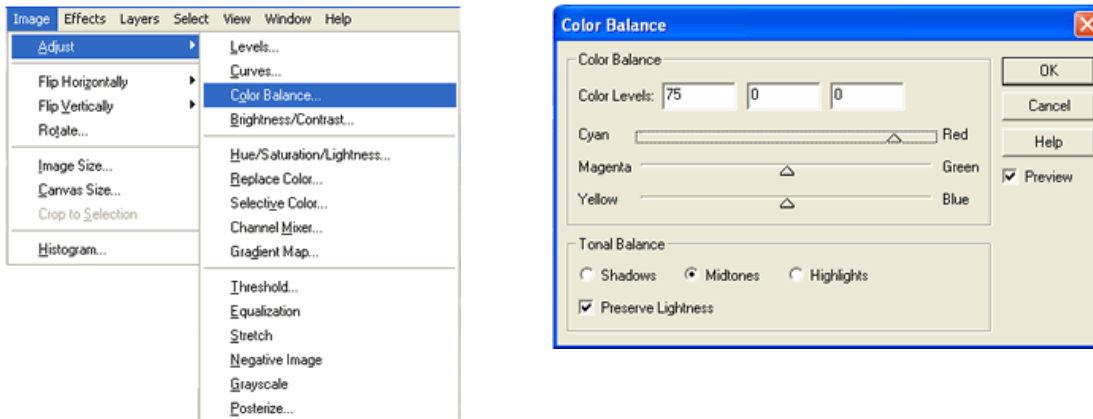 Image Effects Layers Select View Window Help
Adjust
Flip Horizontally
Flip Vertically
Rotate...
Image Size...
Canvas Size...
Crop to Selection
Histogram...
Levels...
Curves...
Color Balance...
Brightness/Contrast...
Hue/Saturation/Lightness...
Replace Color...
Selective Color...
Channel Mixer...
Gradient Map...
Threshold...
Equalization
Stretch
Negative Image
Grayscale
Posterize...
Color Balance
Color Balance
Color Levels: 75 0 0
Cyan Red
Magenta Green
Yellow Blue
Tonal Balance
Shadows Midtones Highlights
Preserve Lightness
OK
Cancel
Help
Preview